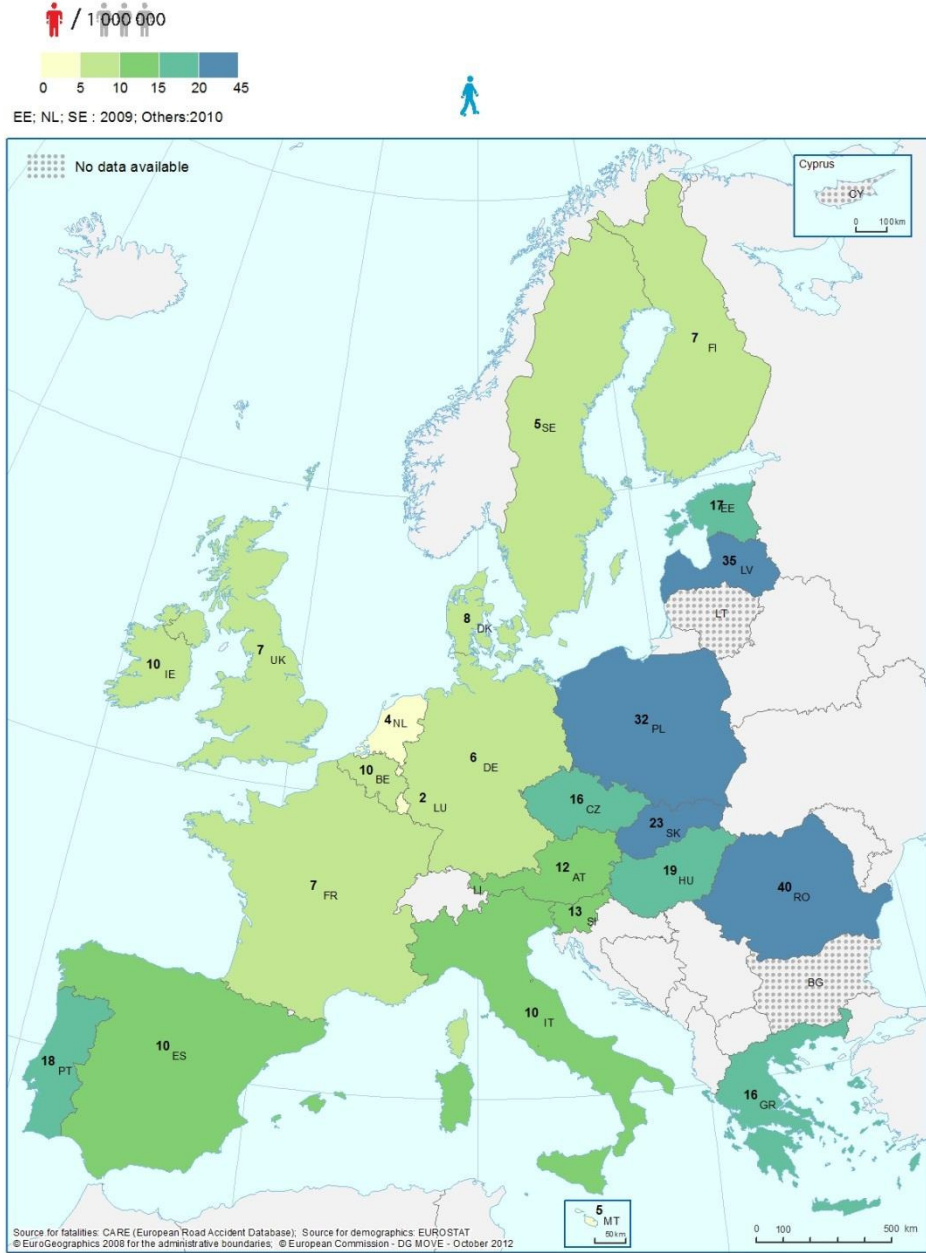 / 1 000 000
0 5 10 15 20 45
EE; NL; SE : 2009; Others:2010
No data available
Cyprus
CY
0 100 km
7 FI
5 SE
17 EE
35 LV
LT
8 DK
10 IE
7 UK
4 NL
32 PL
10 BE
6 DE
2 LU
16 CZ
23 SK
12 AT
19 HU
7 FR
LI
40 RO
13 SI
BG
10 IT
10 ES
18 PT
16 GR
5
MT
50 km
0 100 500 km
Source for fatalities: CARE (European Road Accident Database); Source for demographics: EUROSTAT
© EuroGeographics 2008 for the administrative boundaries; © European Commission - DG MOVE - October 2012